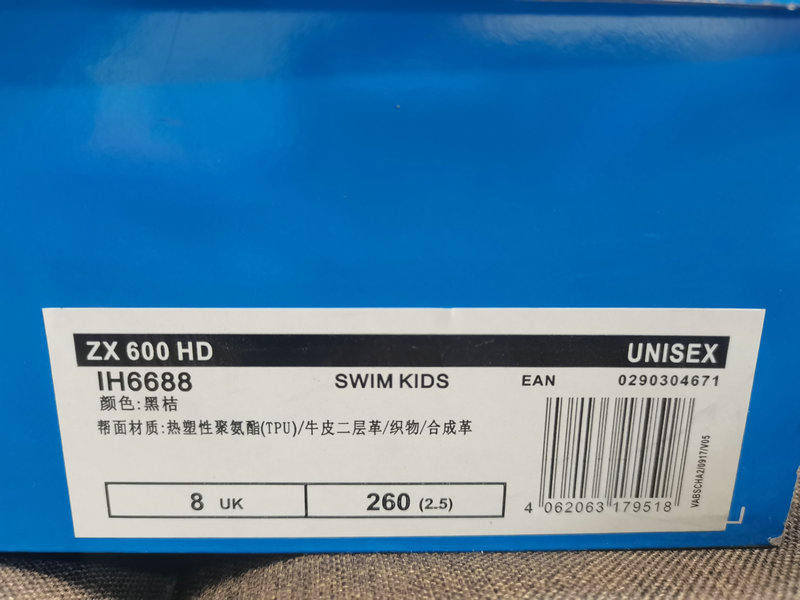 ZX 600 HD UNISEX
IH6688 SWIM KIDS EAN 0290304671
颜色:黑桔
帮面材质:热塑性聚氨酯(TPU)/牛皮二层革/织物/合成革
8 UK 260 (2.5)
4 062063 179518
VABSCHA2/0917/V05